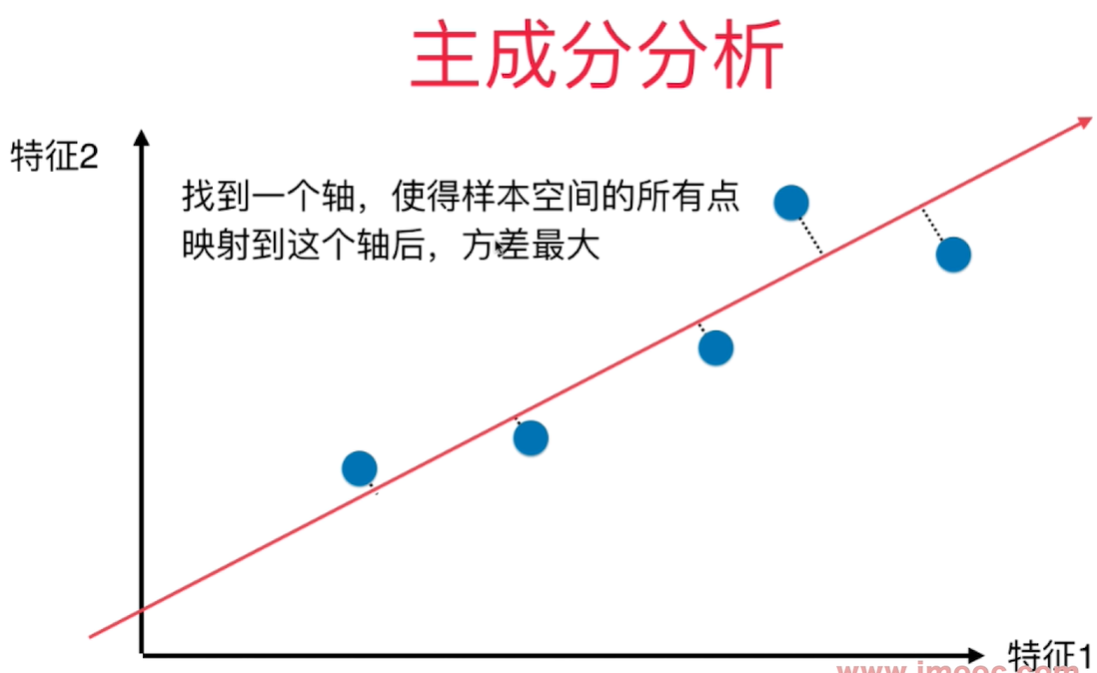 主成分分析
特征2
找到一个轴，使得样本空间的所有点
映射到这个轴后，方差最大
特征1
www.imooc.com